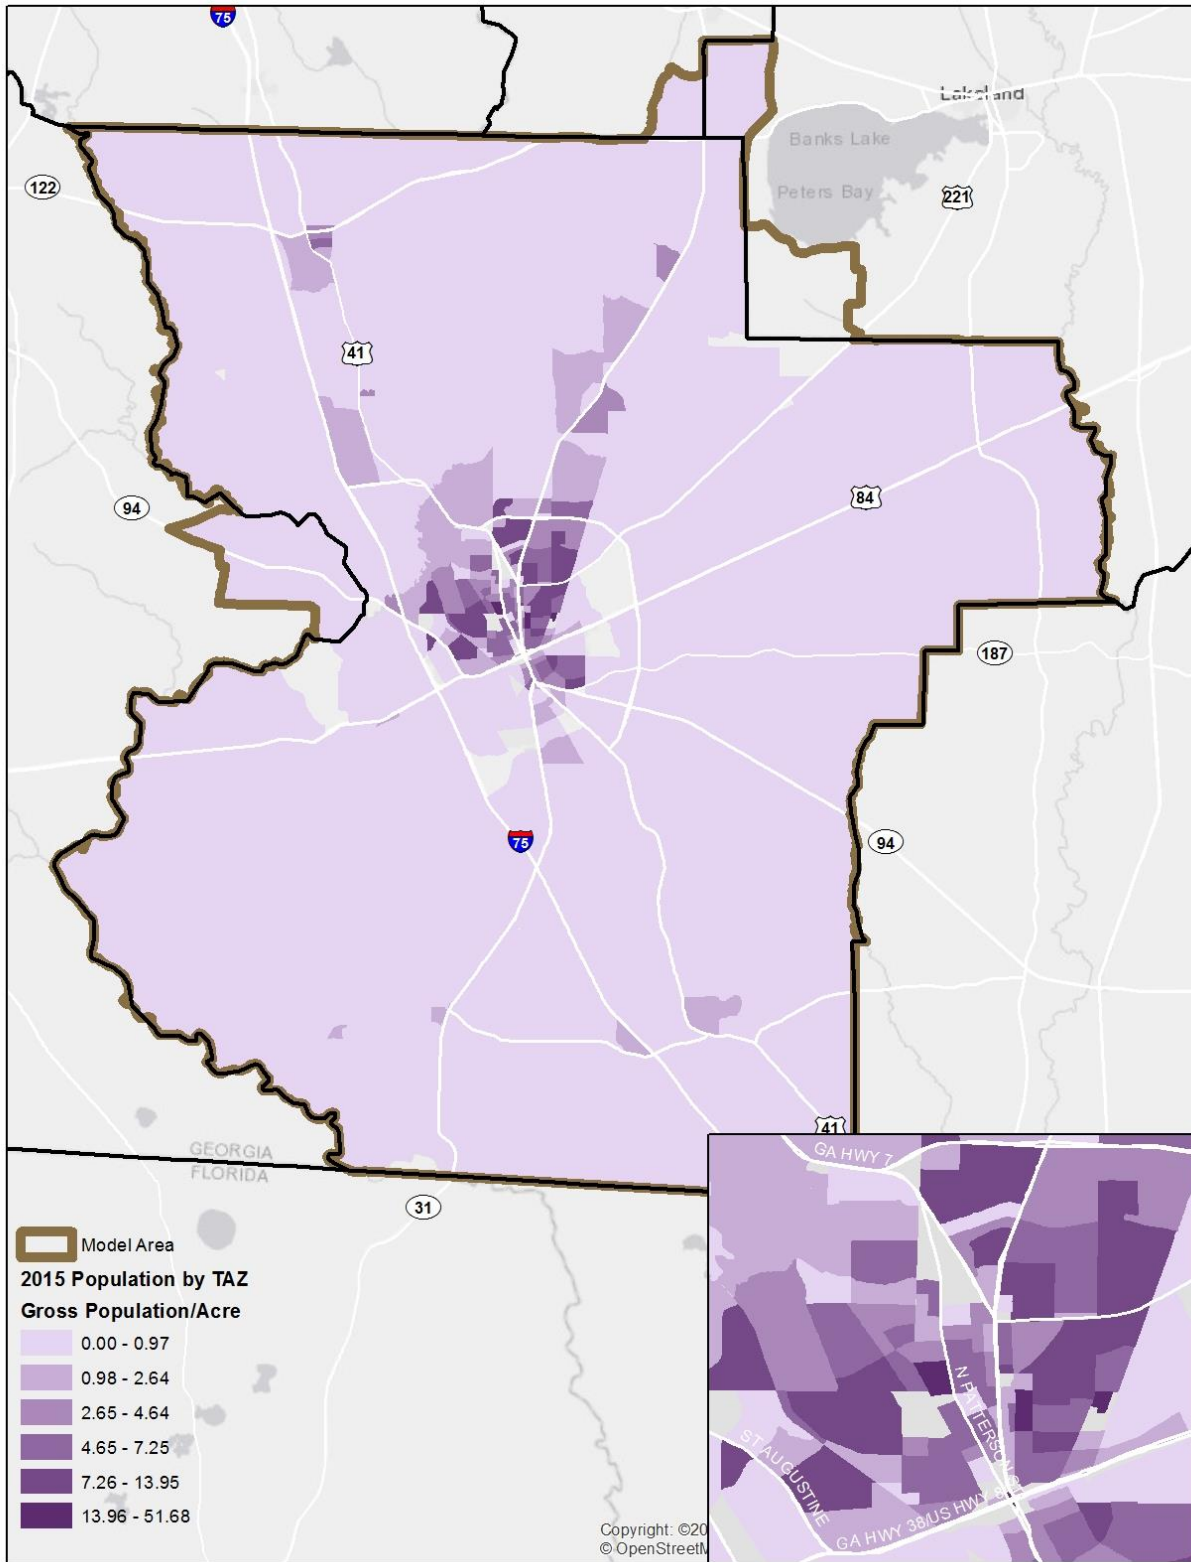 75
Lakeland
Banks Lake
Peters Bay
122
221
41
94
84
187
75
94
41
GEORGIA
FLORIDA
31
Model Area
2015 Population by TAZ
Gross Population/Acre
0.00 - 0.97
0.98 - 2.64
2.65 - 4.64
4.65 - 7.25
7.26 - 13.95
13.96 - 51.68
Copyright: ©20
© OpenStreetM
GA HWY 7
N PATTERSON
ST AUGUSTINE
GA HWY 38/US HWY 8